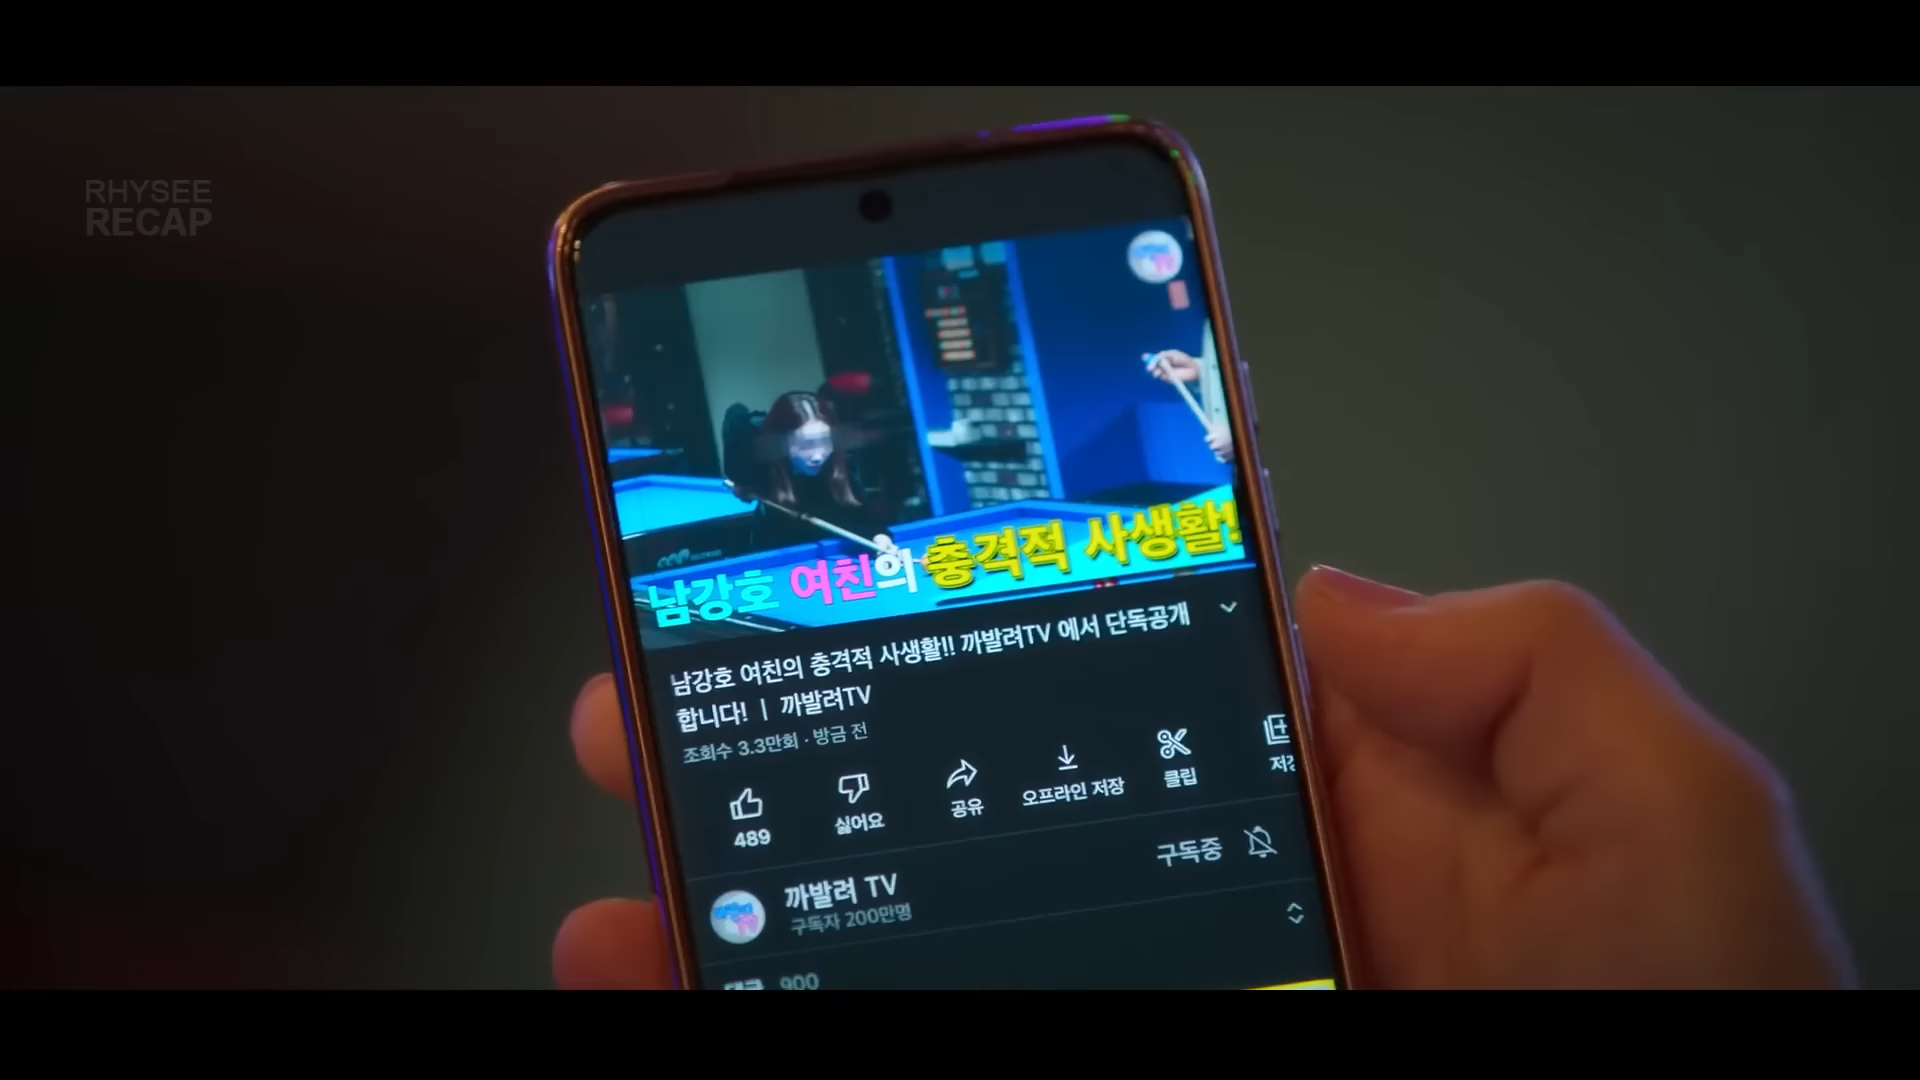 RHYSEE
RECAP
남강호 여친의 충격적 사생활!
남강호 여친의 충격적 사생활!! 까발려TV 에서 단독공개
합니다! | 까발려TV
조회수 3.3만회 · 방금 전
489
싫어요
공유
오프라인 저장
클립
구독중
까발려 TV
구독자 200만명
900